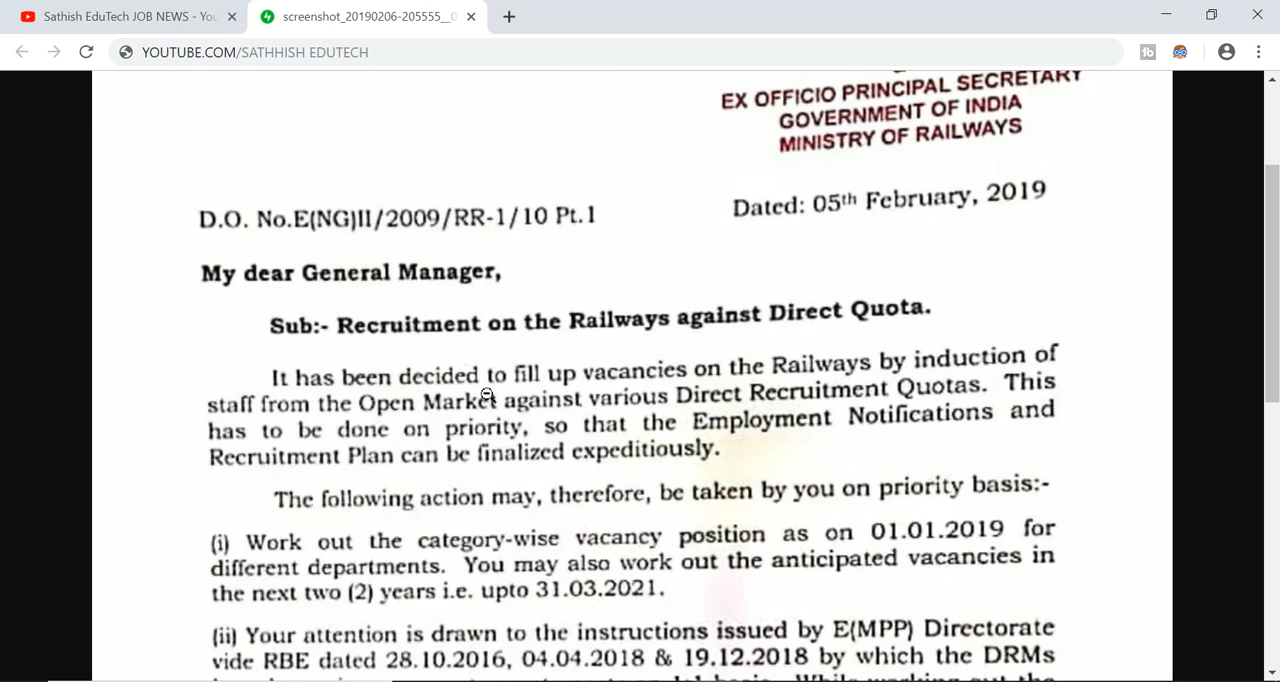 Sathish EduTech JOB NEWS - You
screenshot_20190206-205555__
YOUTUBE.COM/SATHHISH EDUTECH
EX OFFICIO PRINCIPAL SECRETARY
GOVERNMENT OF INDIA
MINISTRY OF RAILWAYS
D.O. No.E(NG)II/2009/RR-1/10 Pt.1
Dated: 05th February, 2019
My dear General Manager,
Sub:- Recruitment on the Railways against Direct Quota.
It has been decided to fill up vacancies on the Railways by induction of
staff from the Open Market against various Direct Recruitment Quotas. This
has to be done on priority, so that the Employment Notifications and
Recruitment Plan can be finalized expeditiously.
The following action may, therefore, be taken by you on priority basis:-
(i) Work out the category-wise vacancy position as on 01.01.2019 for
different departments. You may also work out the anticipated vacancies in
the next two (2) years i.e. upto 31.03.2021.
(ii) Your attention is drawn to the instructions issued by E(MPP) Directorate
vide RBE dated 28.10.2016, 04.04.2018 & 19.12.2018 by which the DRMs